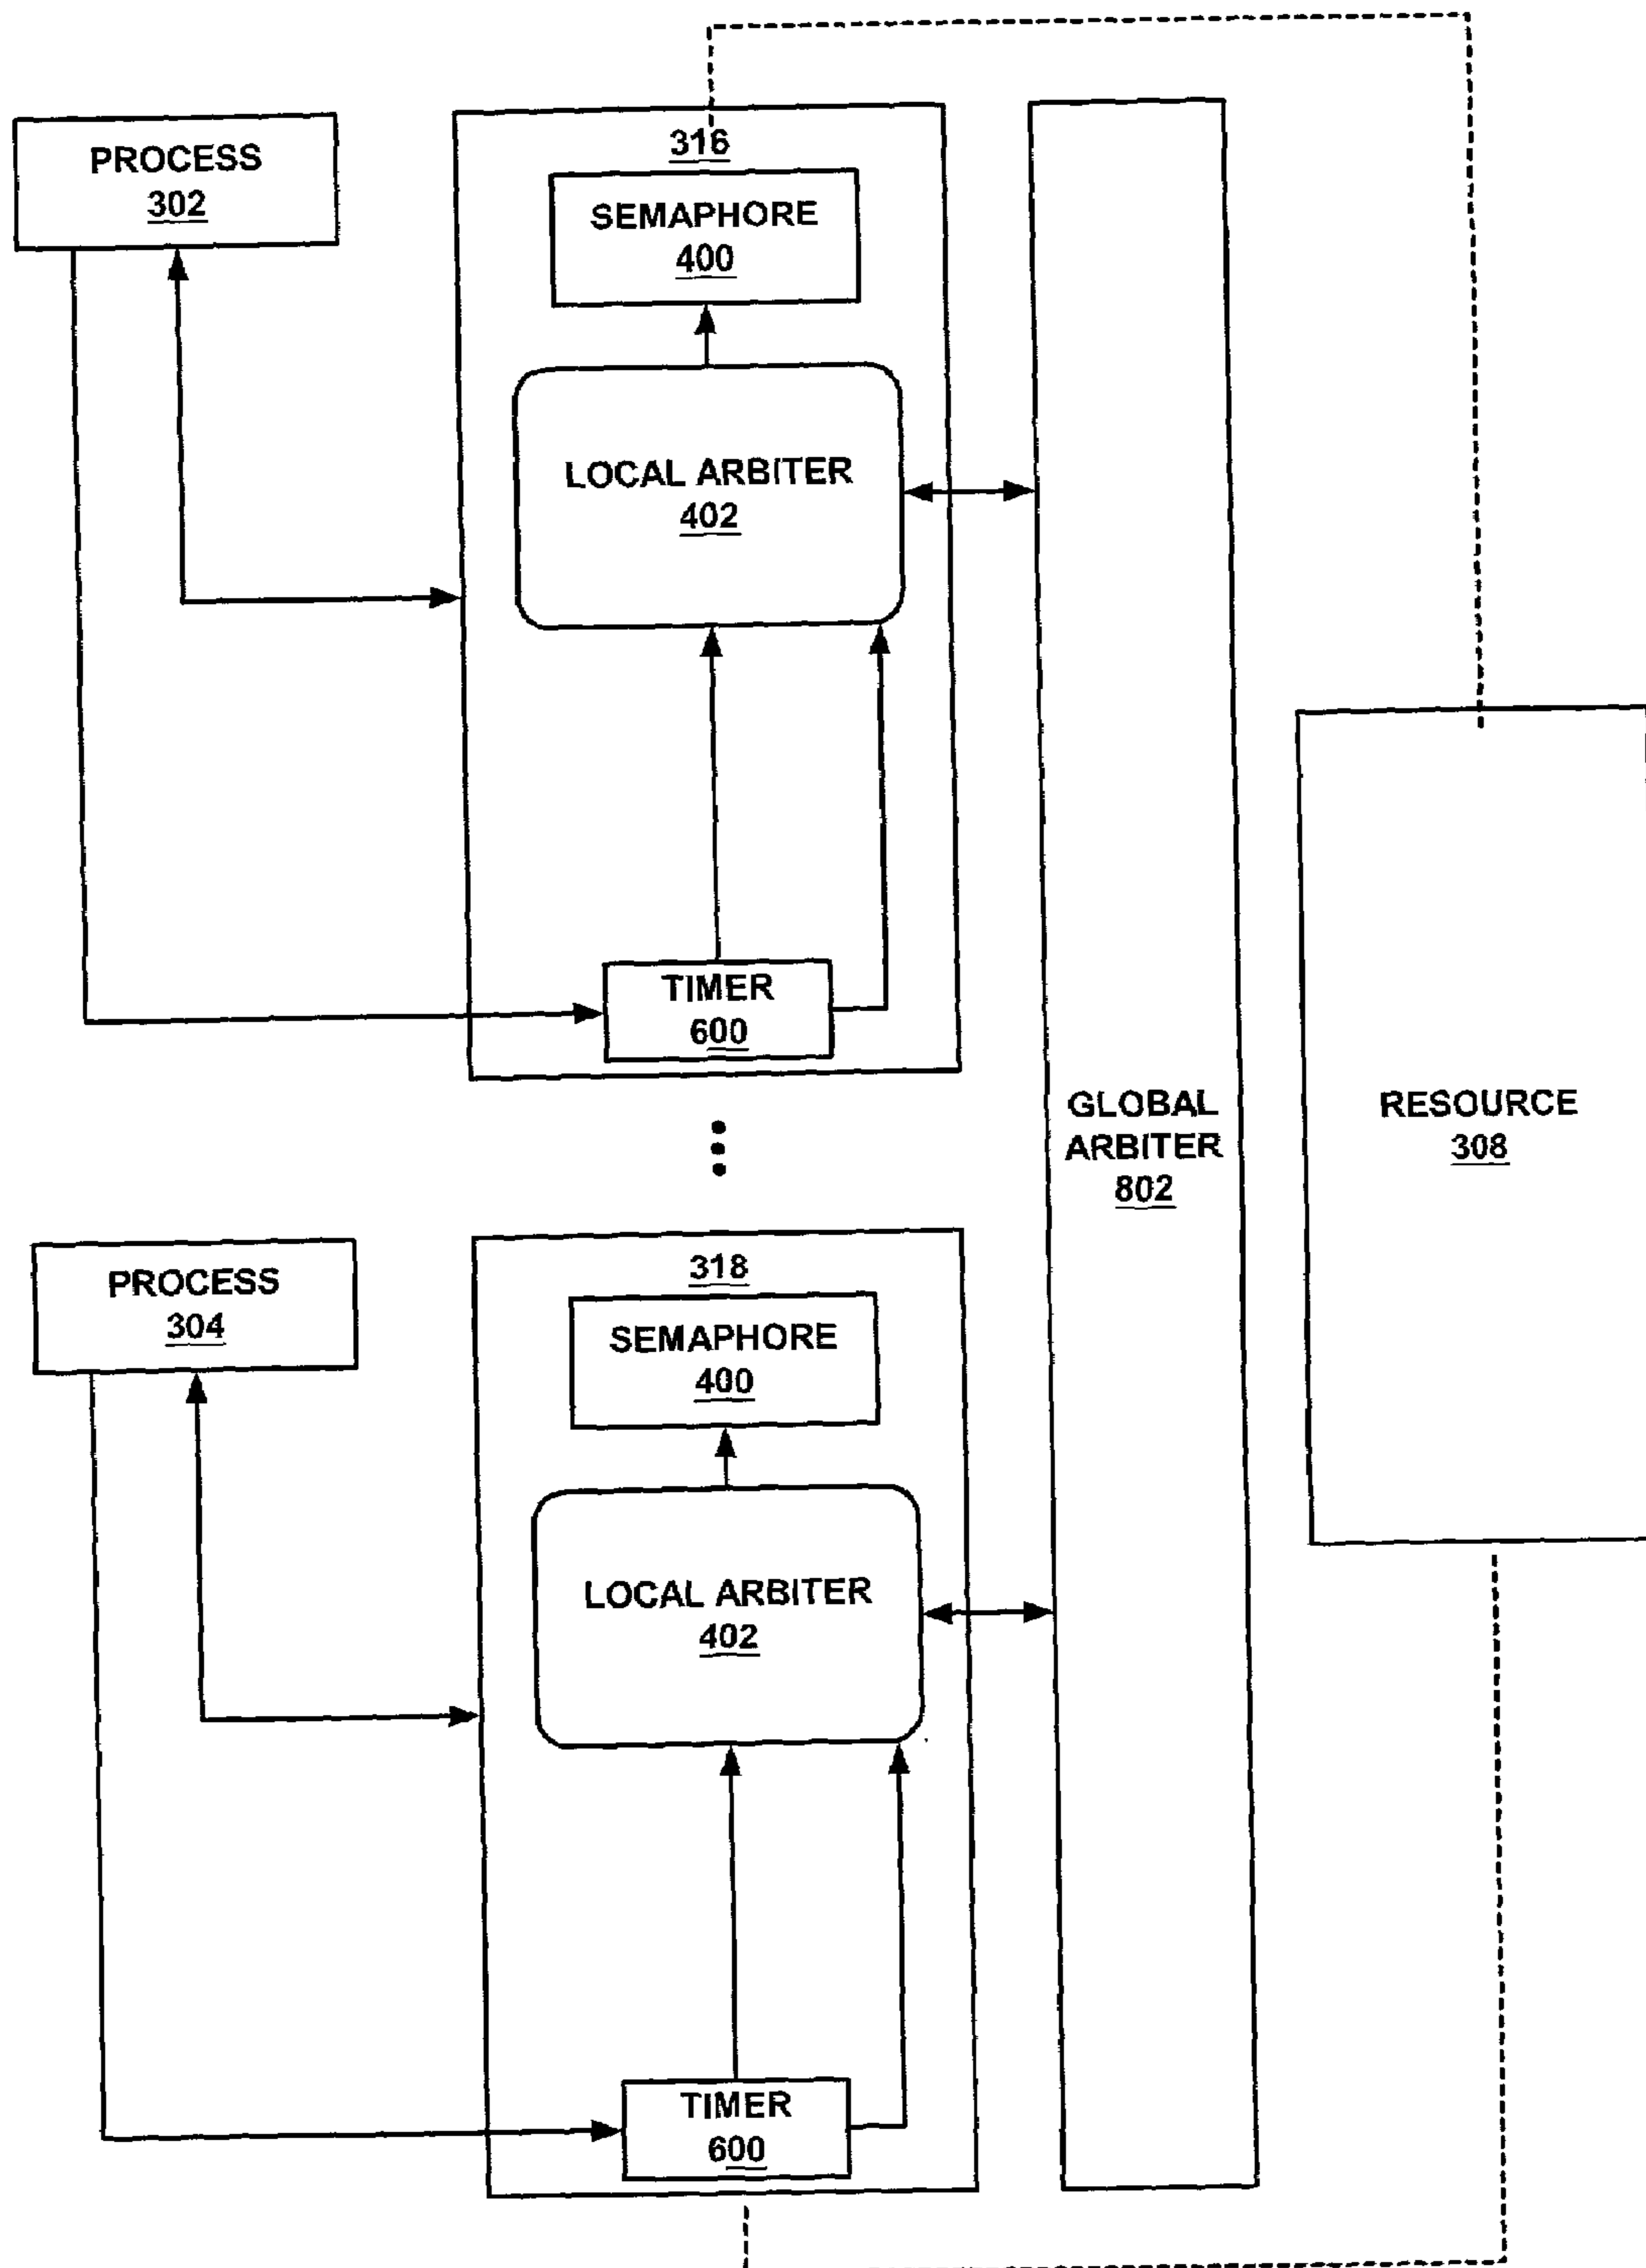 PROCESS
302
316
SEMAPHORE
400
LOCAL ARBITER
402
TIMER
600
GLOBAL
ARBITER
802
RESOURCE
308
PROCESS
304
318
SEMAPHORE
400
LOCAL ARBITER
402
TIMER
600